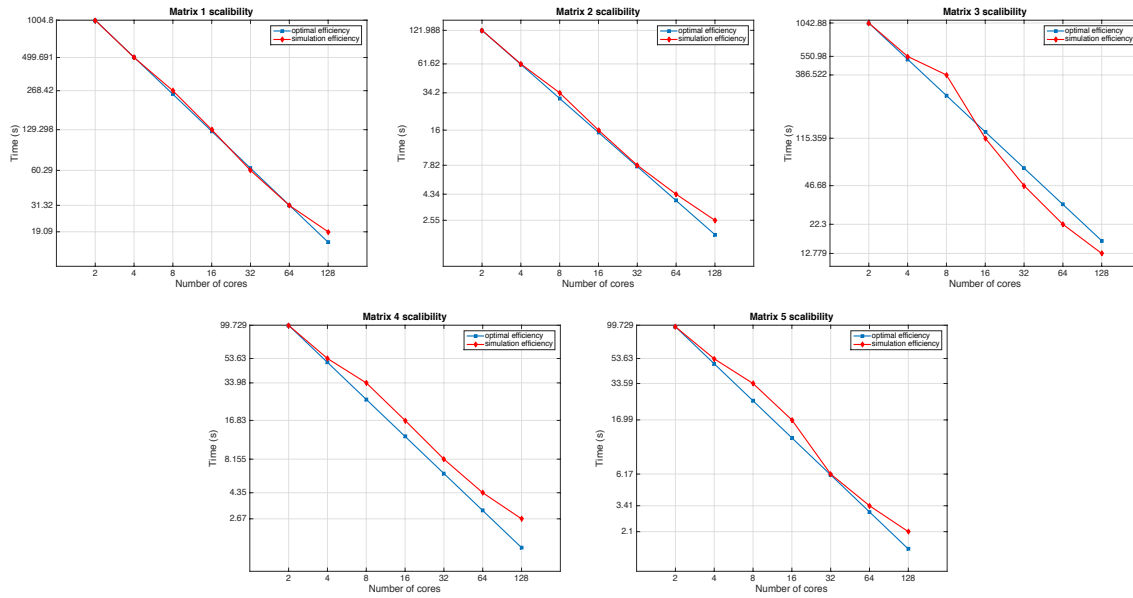 Matrix 1 scalibility
optimal efficiency
simulation efficiency
1004.8
499.691
268.42
129.298
60.29
31.32
19.09
Time (s)
2 4 8 16 32 64 128
Number of cores
Matrix 2 scalibility
optimal efficiency
simulation efficiency
121.988
61.62
34.2
16
7.82
4.34
2.55
Time (s)
2 4 8 16 32 64 128
Number of cores
Matrix 3 scalibility
optimal efficiency
simulation efficiency
1042.88
550.98
386.522
115.359
46.68
22.3
12.779
Time (s)
2 4 8 16 32 64 128
Number of cores
Matrix 4 scalibility
optimal efficiency
simulation efficiency
99.729
53.63
33.98
16.83
8.155
4.35
2.67
Time (s)
2 4 8 16 32 64 128
Number of cores
Matrix 5 scalibility
optimal efficiency
simulation efficiency
99.729
53.63
33.59
16.99
6.17
3.41
2.1
Time (s)
2 4 8 16 32 64 128
Number of cores